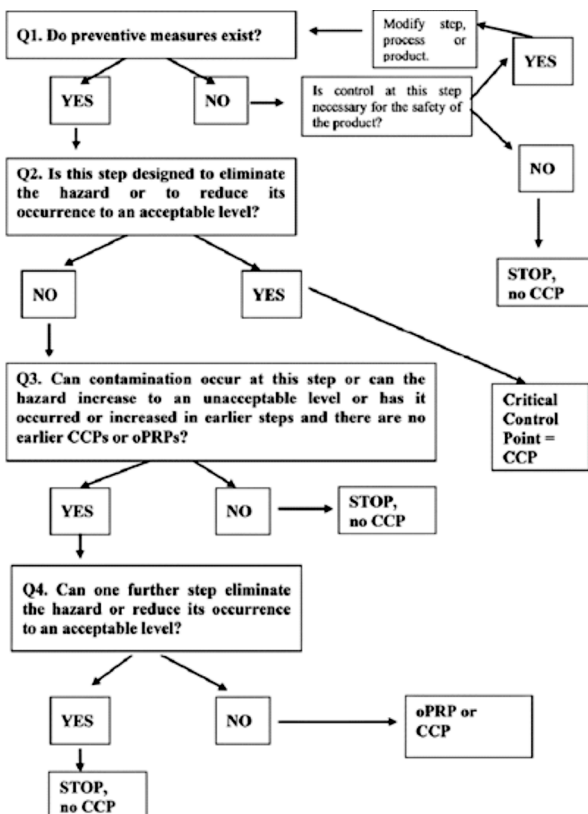 Q1. Do preventive measures exist?
Modify step,
process or
product.
YES
YES
NO
Is control at this step
necessary for the safety of
the product?
NO
Q2. Is this step designed to eliminate
the hazard or to reduce its
occurrence to an acceptable level?
STOP,
no CCP
NO
YES
Q3. Can contamination occur at this step or can the
hazard increase to an unacceptable level or has it
occurred or increased in earlier steps and there are no
earlier CCPs or oPRPs?
Critical
Control
Point =
CCP
YES
NO
STOP,
no CCP
Q4. Can one further step eliminate
the hazard or reduce its occurrence
to an acceptable level?
YES
NO
oPRP or
CCP
STOP,
no CCP